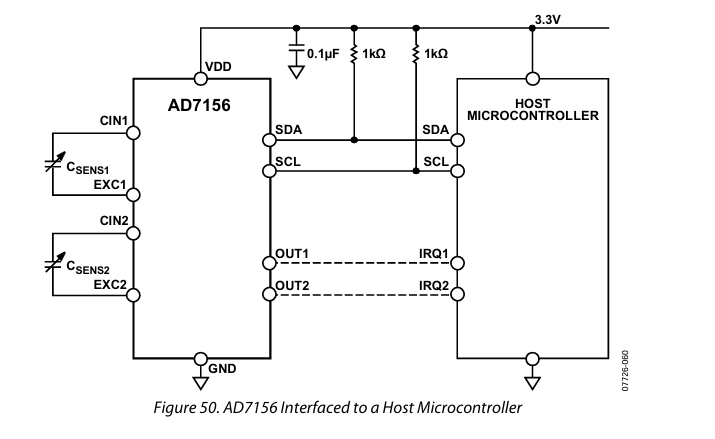 3.3V
0.1µF
1kΩ
1kΩ
VDD
AD7156
HOST
MICROCONTROLLER
CIN1
SDA
SDA
CSENS1
SCL
SCL
EXC1
CIN2
OUT1
IRQ1
CSENS2
EXC2
OUT2
IRQ2
GND
07726-060
Figure 50. AD7156 Interfaced to a Host Microcontroller